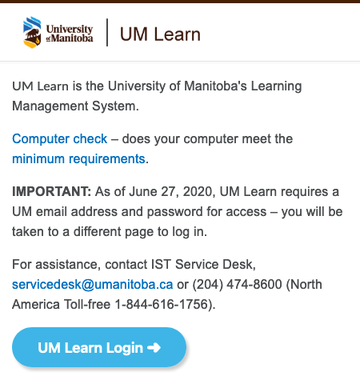 University
of Manitoba
UM Learn
UM Learn is the University of Manitoba's Learning
Management System.
Computer check – does your computer meet the
minimum requirements.
IMPORTANT: As of June 27, 2020, UM Learn requires a
UM email address and password for access – you will be
taken to a different page to log in.
For assistance, contact IST Service Desk,
servicedesk@umanitoba.ca or (204) 474-8600 (North
America Toll-free 1-844-616-1756).
UM Learn Login ➜